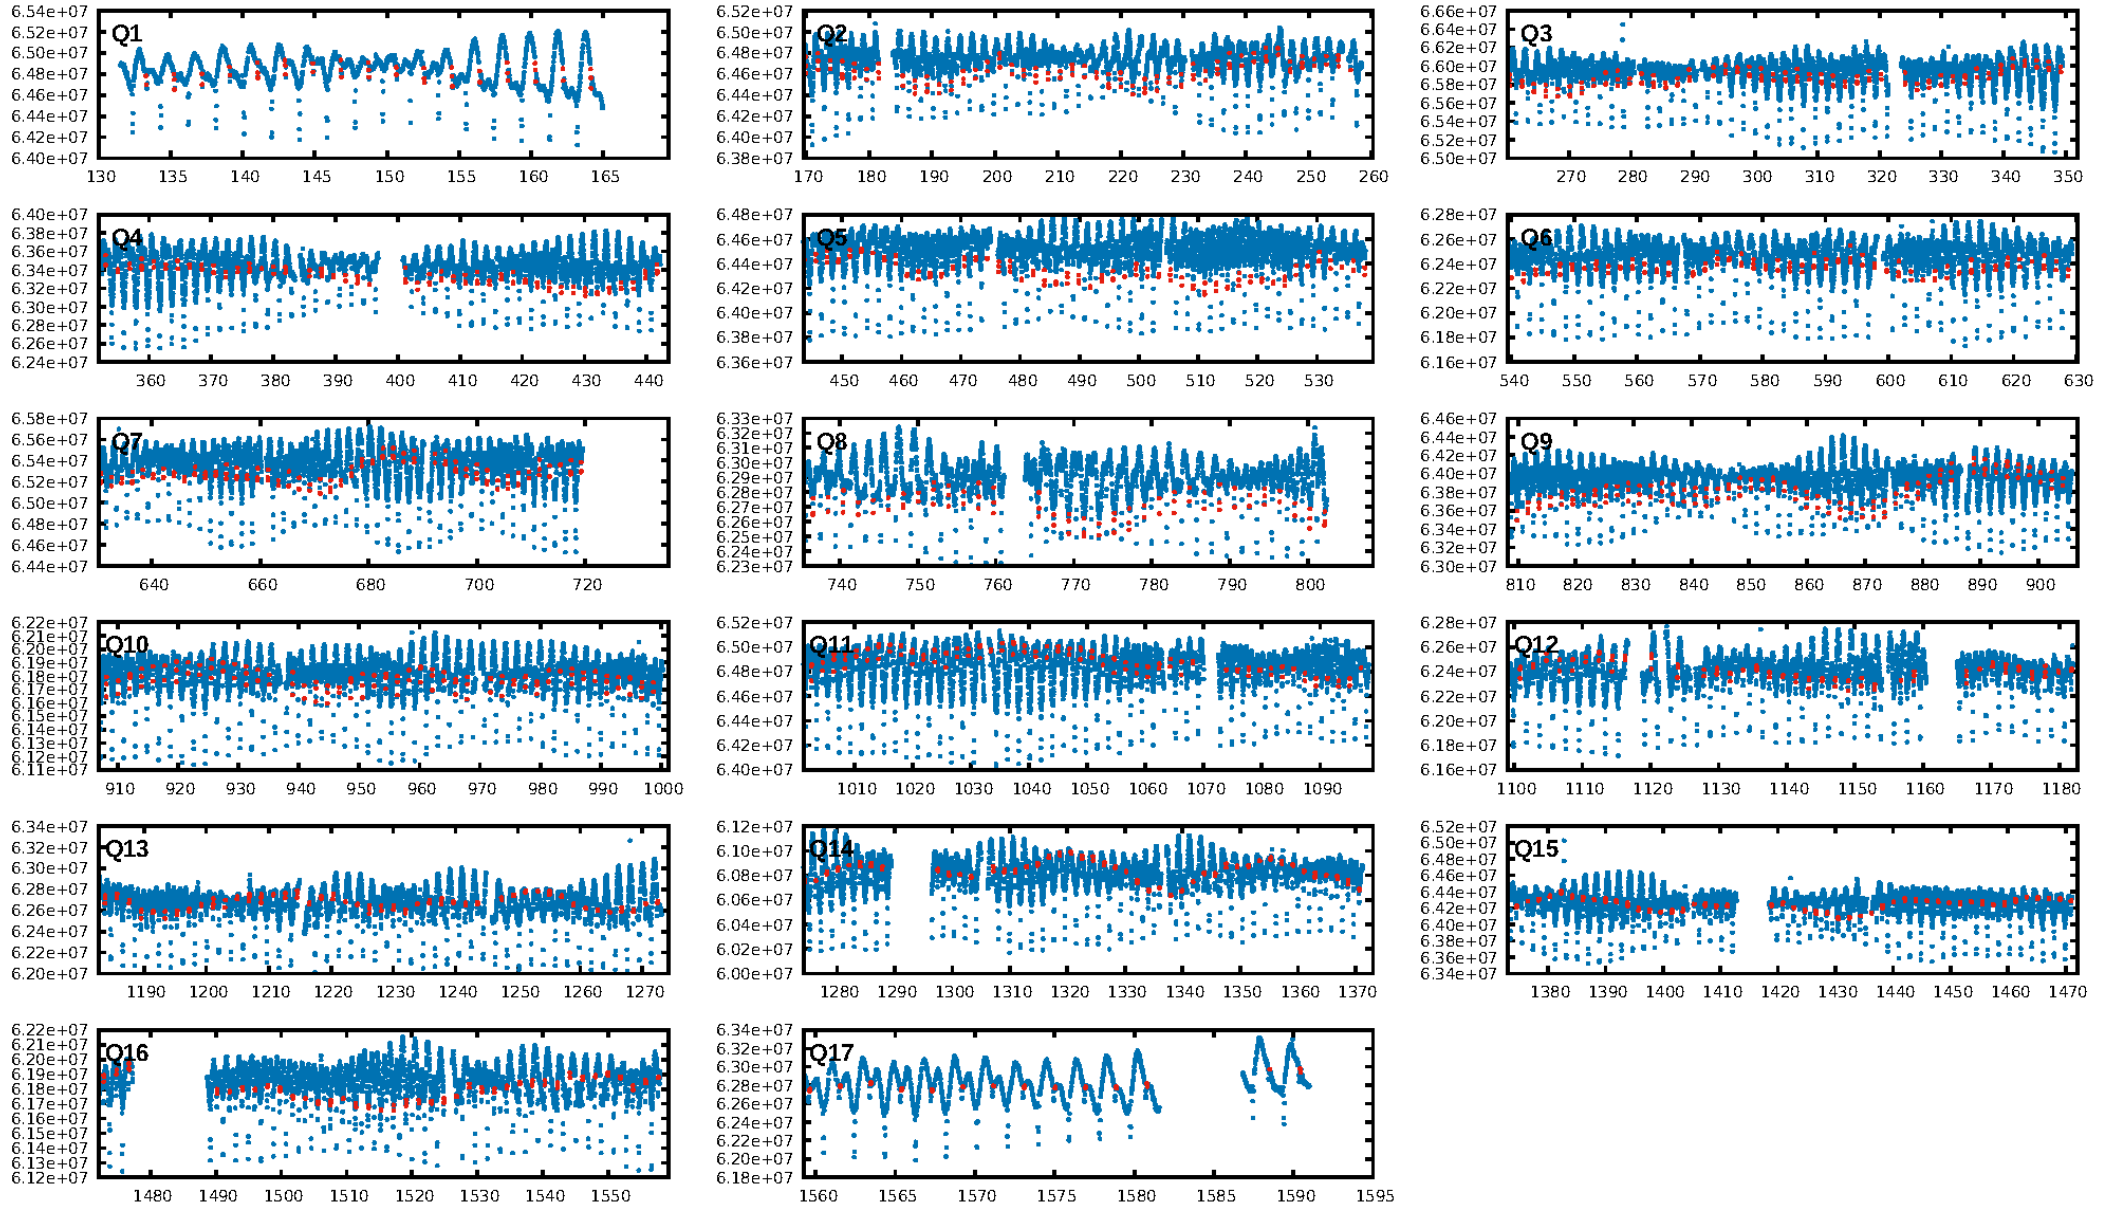 Q1
6.54e+07
6.52e+07
6.50e+07
6.48e+07
6.46e+07
6.44e+07
6.42e+07
6.40e+07
130 135 140 145 150 155 160 165
Q2
6.52e+07
6.50e+07
6.48e+07
6.46e+07
6.44e+07
6.42e+07
6.40e+07
6.38e+07
170 180 190 200 210 220 230 240 250 260
Q3
6.66e+07
6.64e+07
6.62e+07
6.60e+07
6.58e+07
6.56e+07
6.54e+07
6.52e+07
6.50e+07
270 280 290 300 310 320 330 340 350
Q4
6.40e+07
6.38e+07
6.36e+07
6.34e+07
6.32e+07
6.30e+07
6.28e+07
6.26e+07
6.24e+07
360 370 380 390 400 410 420 430 440
Q5
6.48e+07
6.46e+07
6.44e+07
6.42e+07
6.40e+07
6.38e+07
6.36e+07
450 460 470 480 490 500 510 520 530
Q6
6.28e+07
6.26e+07
6.24e+07
6.22e+07
6.20e+07
6.18e+07
6.16e+07
540 550 560 570 580 590 600 610 620 630
Q7
6.58e+07
6.56e+07
6.54e+07
6.52e+07
6.50e+07
6.48e+07
6.46e+07
6.44e+07
640 660 680 700 720
Q8
6.33e+07
6.32e+07
6.31e+07
6.30e+07
6.29e+07
6.28e+07
6.27e+07
6.26e+07
6.25e+07
6.24e+07
6.23e+07
740 750 760 770 780 790 800
Q9
6.46e+07
6.44e+07
6.42e+07
6.40e+07
6.38e+07
6.36e+07
6.34e+07
6.32e+07
6.30e+07
810 820 830 840 850 860 870 880 890 900
Q10
6.22e+07
6.21e+07
6.20e+07
6.19e+07
6.18e+07
6.17e+07
6.16e+07
6.15e+07
6.14e+07
6.13e+07
6.12e+07
6.11e+07
910 920 930 940 950 960 970 980 990 1000
Q11
6.52e+07
6.50e+07
6.48e+07
6.46e+07
6.44e+07
6.42e+07
6.40e+07
1010 1020 1030 1040 1050 1060 1070 1080 1090
Q12
6.28e+07
6.26e+07
6.24e+07
6.22e+07
6.20e+07
6.18e+07
6.16e+07
1100 1110 1120 1130 1140 1150 1160 1170 1180
Q13
6.34e+07
6.32e+07
6.30e+07
6.28e+07
6.26e+07
6.24e+07
6.22e+07
6.20e+07
1190 1200 1210 1220 1230 1240 1250 1260 1270
Q14
6.12e+07
6.10e+07
6.08e+07
6.06e+07
6.04e+07
6.02e+07
6.00e+07
1280 1290 1300 1310 1320 1330 1340 1350 1360 1370
Q15
6.52e+07
6.50e+07
6.48e+07
6.46e+07
6.44e+07
6.42e+07
6.40e+07
6.38e+07
6.36e+07
6.34e+07
1380 1390 1400 1410 1420 1430 1440 1450 1460 1470
Q16
6.22e+07
6.21e+07
6.20e+07
6.19e+07
6.18e+07
6.17e+07
6.16e+07
6.15e+07
6.14e+07
6.13e+07
6.12e+07
1480 1490 1500 1510 1520 1530 1540 1550
Q17
6.34e+07
6.32e+07
6.30e+07
6.28e+07
6.26e+07
6.24e+07
6.22e+07
6.20e+07
6.18e+07
1560 1565 1570 1575 1580 1585 1590 1595